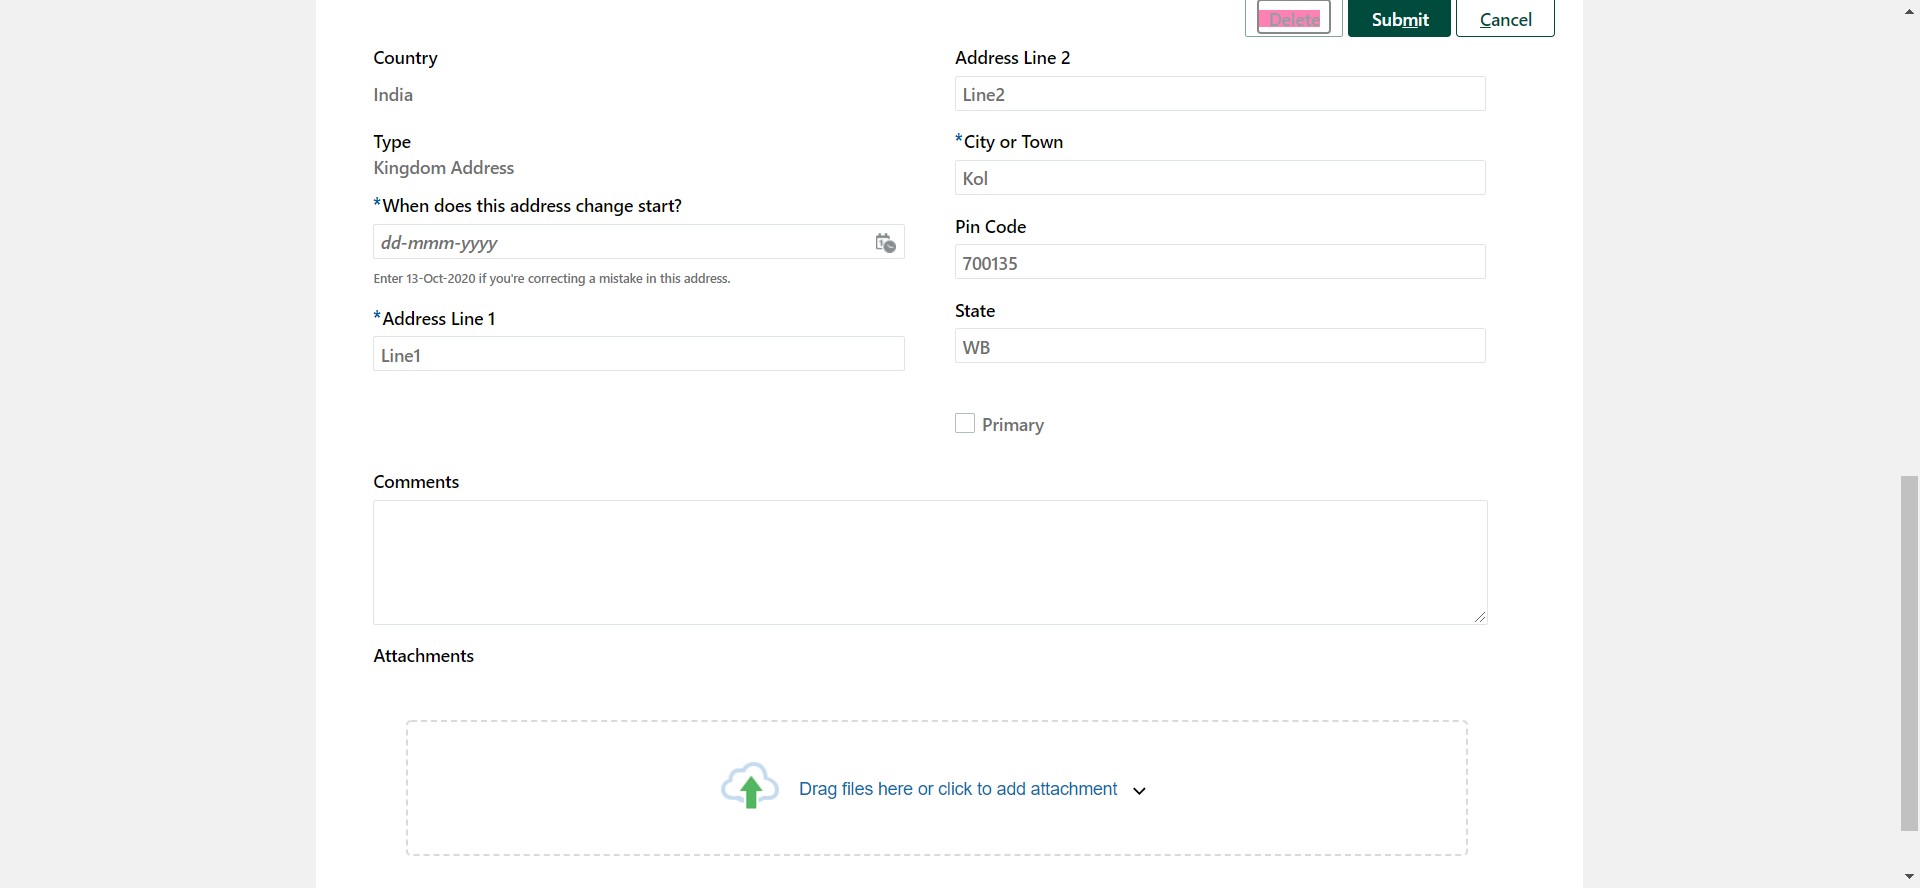 Delete Submit Cancel
Country
India
Type
Kingdom Address
*When does this address change start?
dd-mmm-yyyy
Enter 13-Oct-2020 if you're correcting a mistake in this address.
*Address Line 1
Line1
Address Line 2
Line2
*City or Town
Kol
Pin Code
700135
State
WB
Primary
Comments
Attachments
Drag files here or click to add attachment